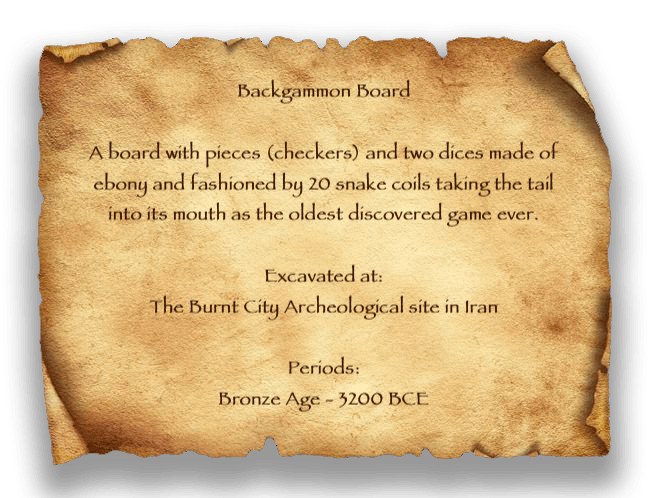 Backgammon Board
A board with pieces (checkers) and two dices made of
ebony and fashioned by 20 snake coils taking the tail
into its mouth as the oldest discovered game ever.
Excavated at:
The Burnt City Archeological site in Iran
Periods:
Bronze Age - 3200 BCE